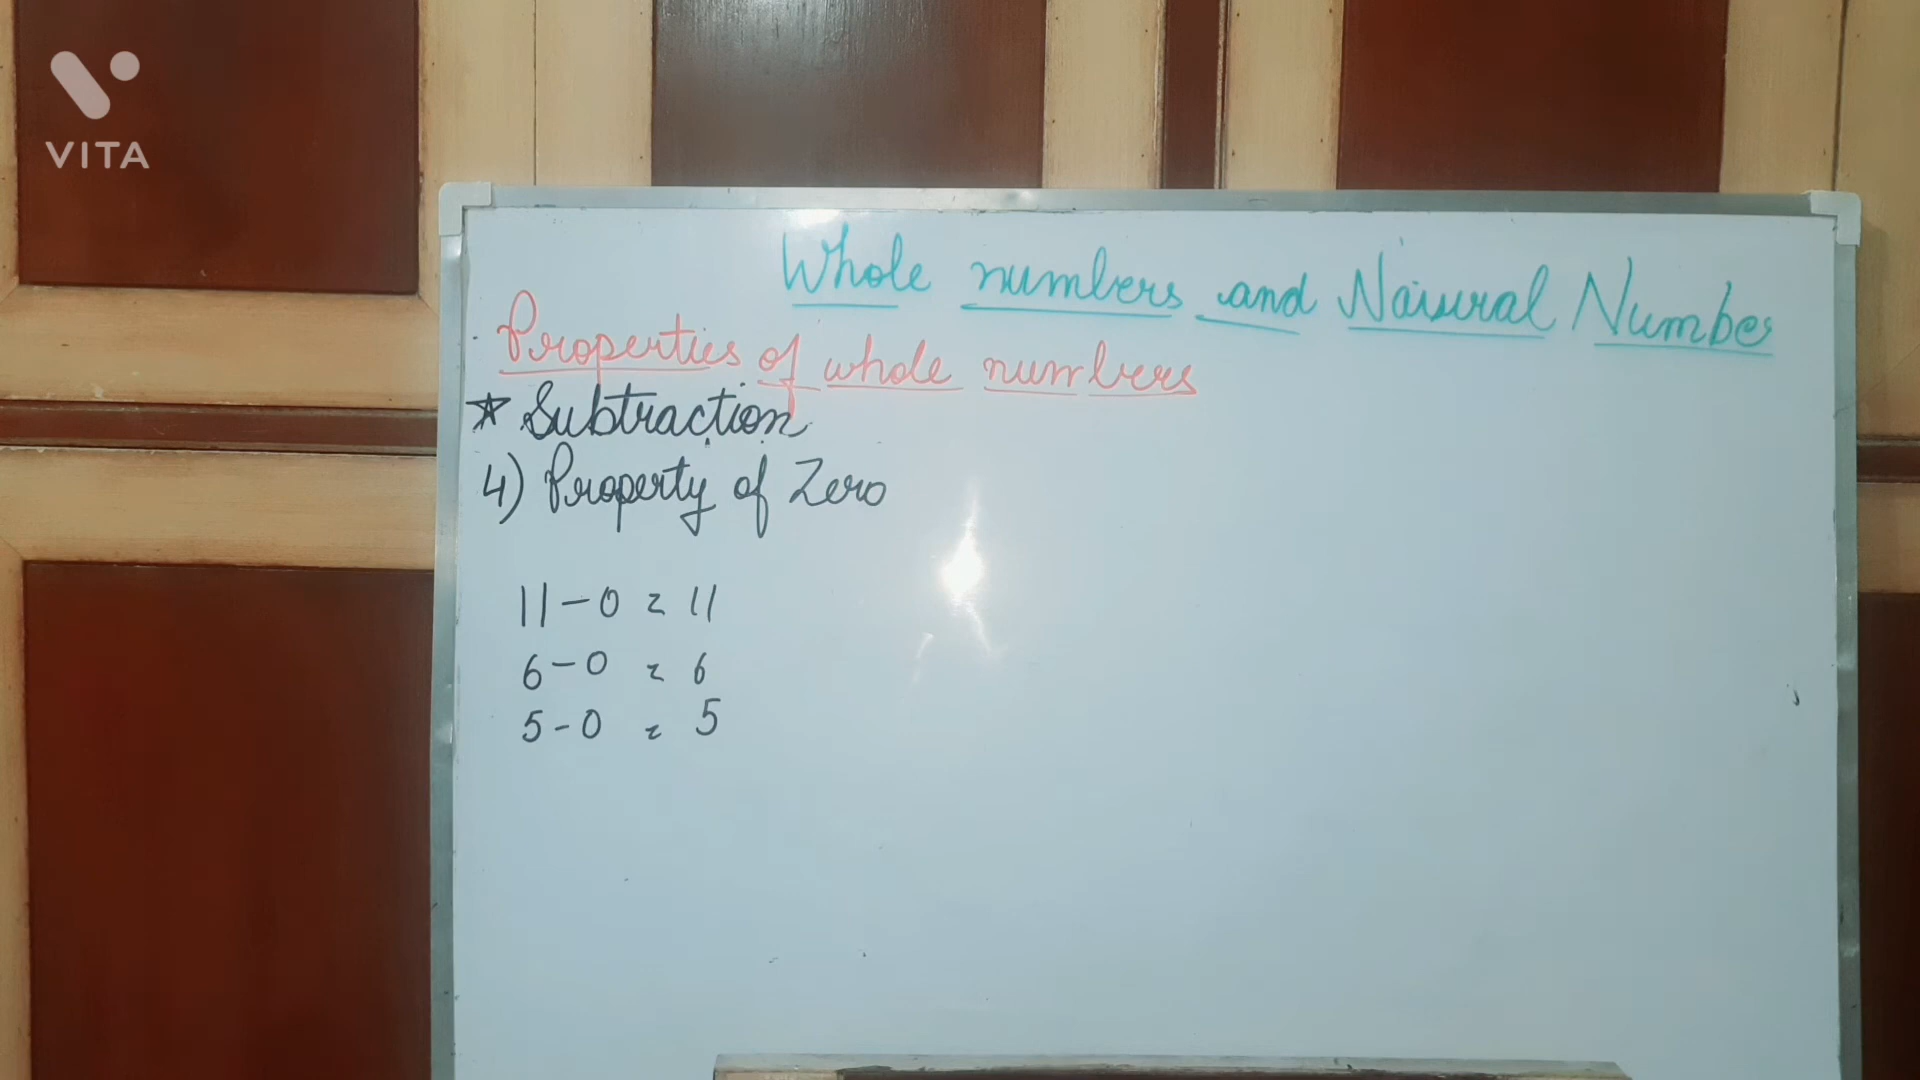 VITA
Whole numbers and Natural Number
Properties of whole numbers
★ Subtraction
4) Property of Zero
11-0 = 11
6-0 = 6
5-0 = 5